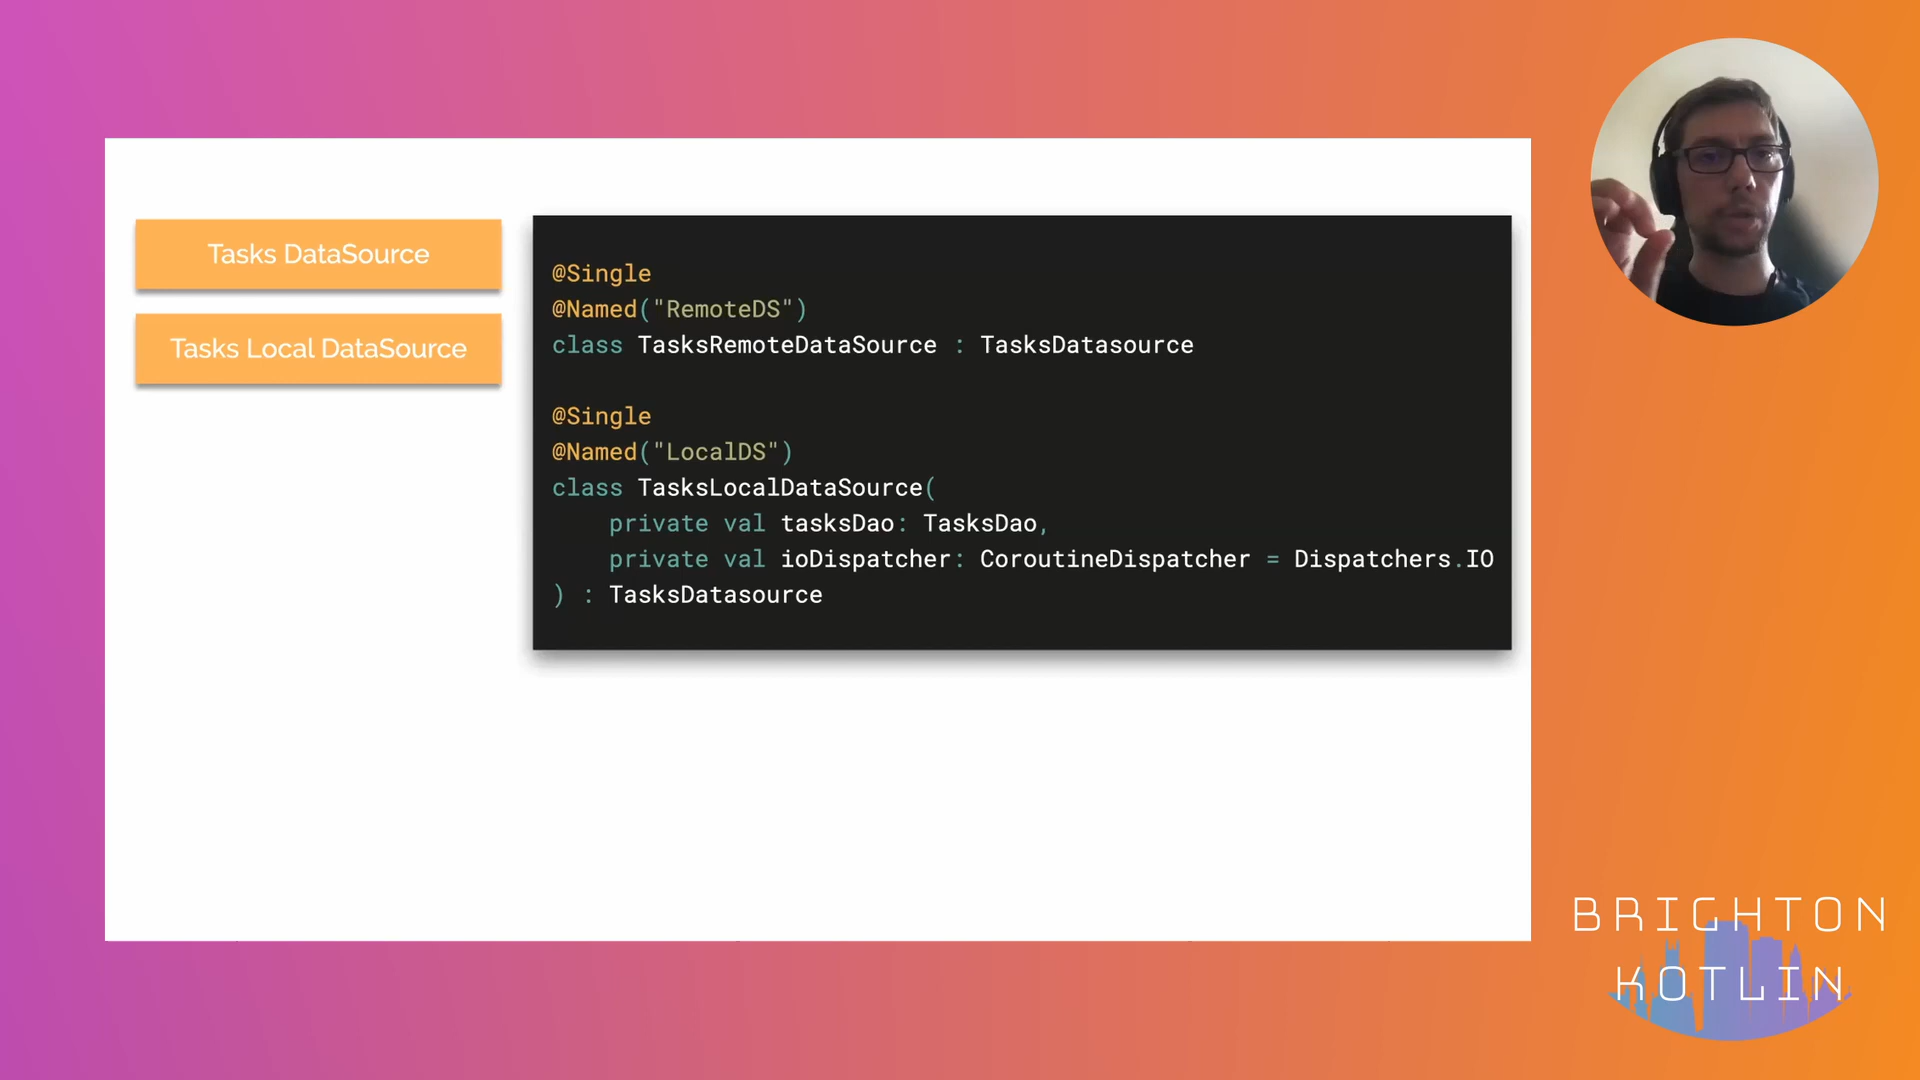 Tasks DataSource
Tasks Local DataSource
@Single
@Named("RemoteDS")
class TasksRemoteDataSource : TasksDatasource
@Single
@Named("LocalDS")
class TasksLocalDataSource(
    private val tasksDao: TasksDao,
    private val ioDispatcher: CoroutineDispatcher = Dispatchers.IO
) : TasksDatasource
BRIGHTON
KOTLIN